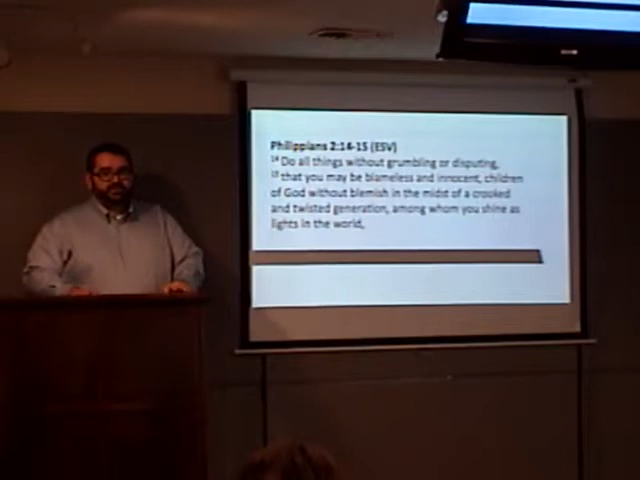 Philippians 2:14-15 (ESV)
14 Do all things without grumbling or disputing,
15 that you may be blameless and innocent, children
of God without blemish in the midst of a crooked
and twisted generation, among whom you shine as
lights in the world,